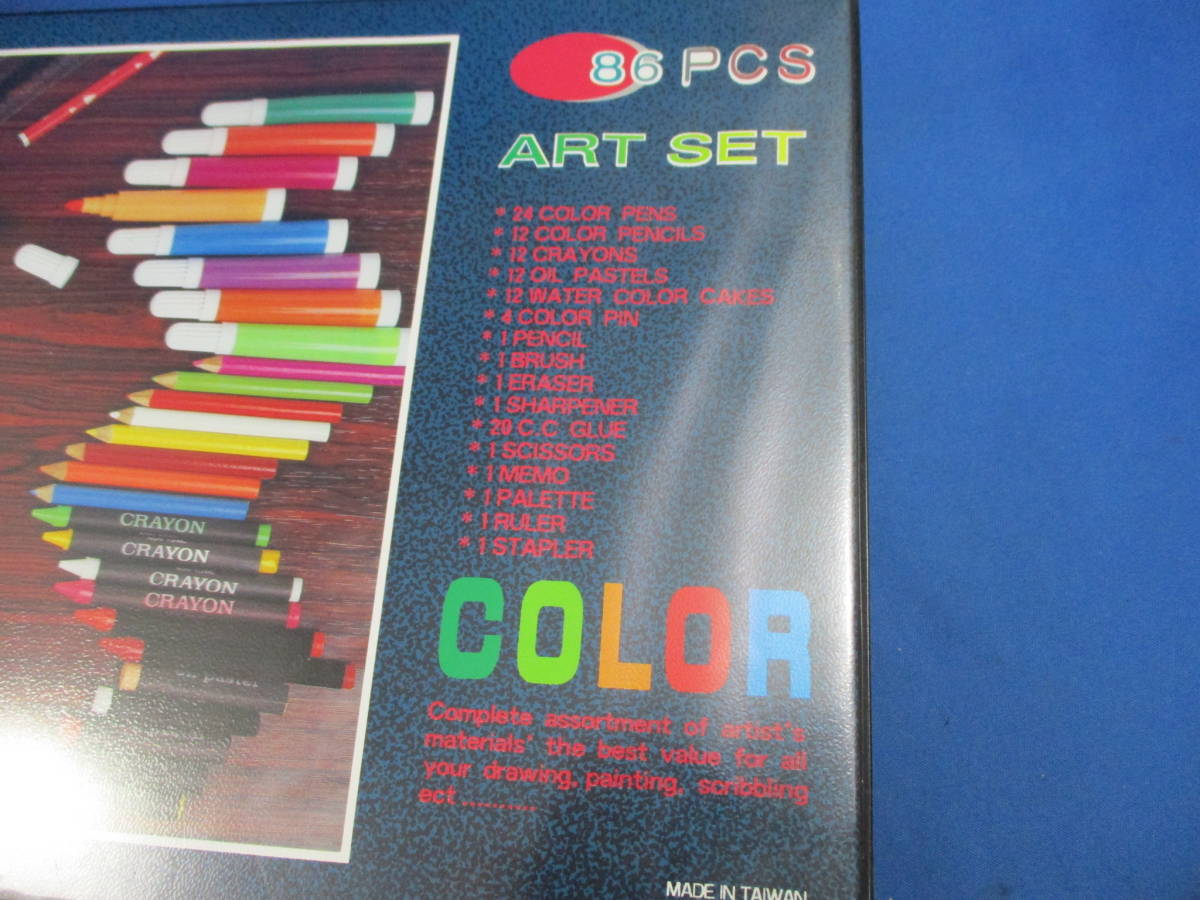 86 PCS
ART SET
* 24 COLOR PENS
* 12 COLOR PENCILS
* 12 CRAYONS
* 12 OIL PASTELS
* 12 WATER COLOR CAKES
* 4 COLOR PIN
* 1 PENCIL
* 1 BRUSH
* 1 ERASER
* 1 SHARPENER
* 20 C.C GLUE
* 1 SCISSORS
* 1 MEMO
* 1 PALETTE
* 1 RULER
* 1 STAPLER
COLOR
Complete assortment of artist's
materials' the best value for all
your drawing, painting, scribbling
ect ..........
MADE IN TAIWAN
CRAYON
CRAYON
CRAYON
CRAYON